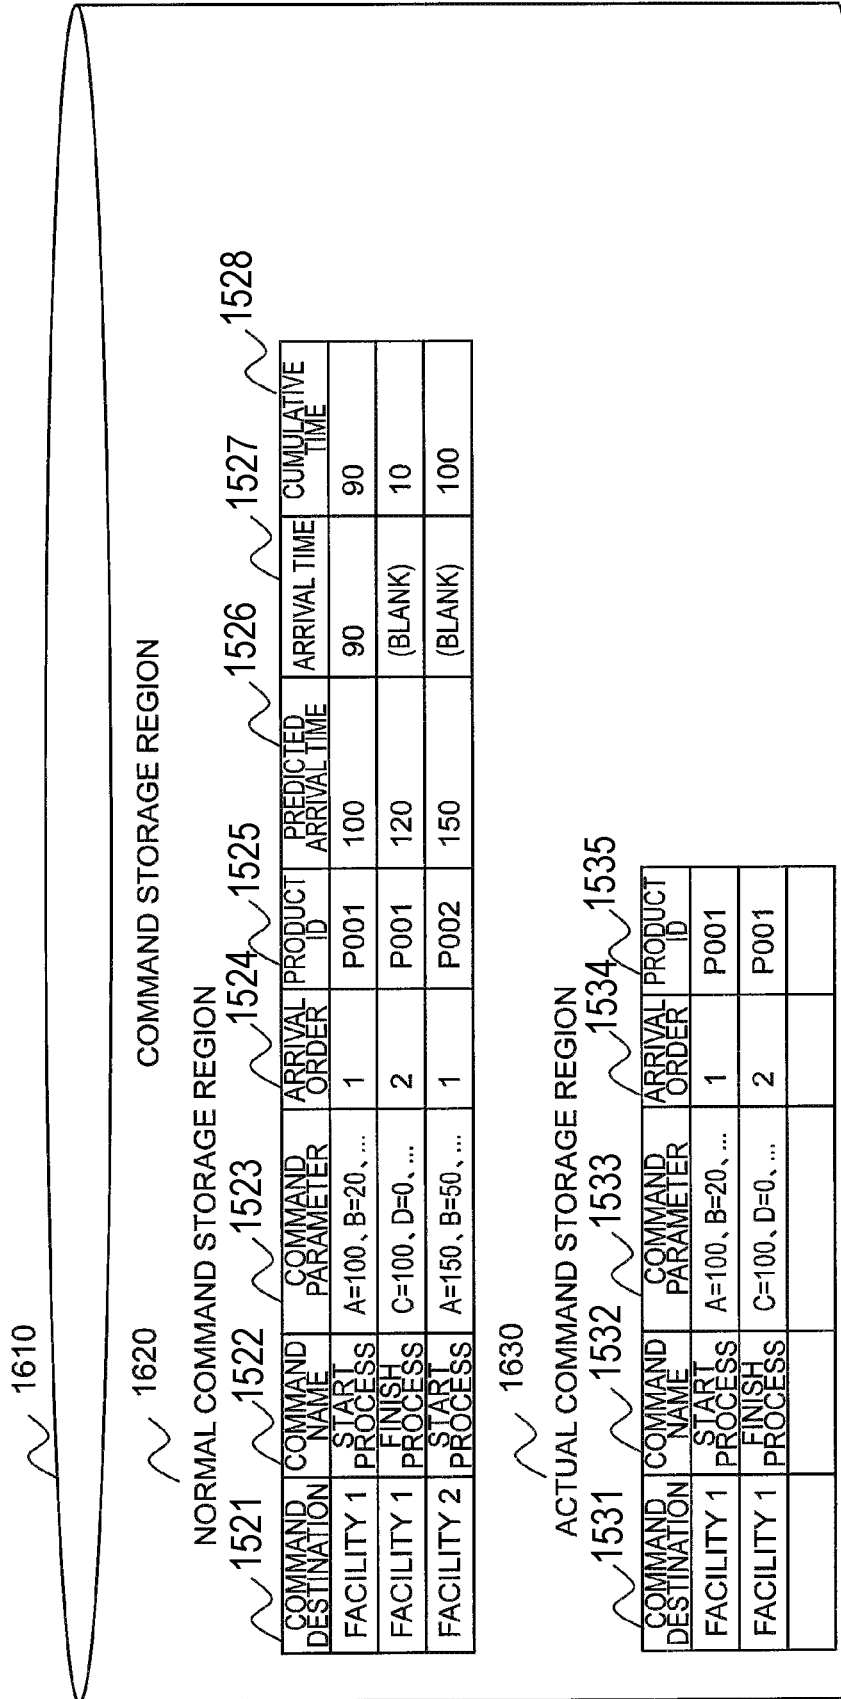 1610
COMMAND STORAGE REGION
1620
NORMAL COMMAND STORAGE REGION
1521 1522 1523 1524 1525 1526 1527 1528
COMMAND DESTINATION COMMAND NAME COMMAND PARAMETER ARRIVAL ORDER PRODUCT ID PREDICTED ARRIVAL TIME ARRIVAL TIME CUMULATIVE TIME
FACILITY 1 START PROCESS A=100、B=20、... 1 P001 100 90 90
FACILITY 1 FINISH PROCESS C=100、D=0、... 2 P001 120 (BLANK) 10
FACILITY 2 START PROCESS A=150、B=50、... 1 P002 150 (BLANK) 100
1630
ACTUAL COMMAND STORAGE REGION
1531 1532 1533 1534 1535
COMMAND DESTINATION COMMAND NAME COMMAND PARAMETER ARRIVAL ORDER PRODUCT ID
FACILITY 1 START PROCESS A=100、B=20、... 1 P001
FACILITY 1 FINISH PROCESS C=100、D=0、... 2 P001